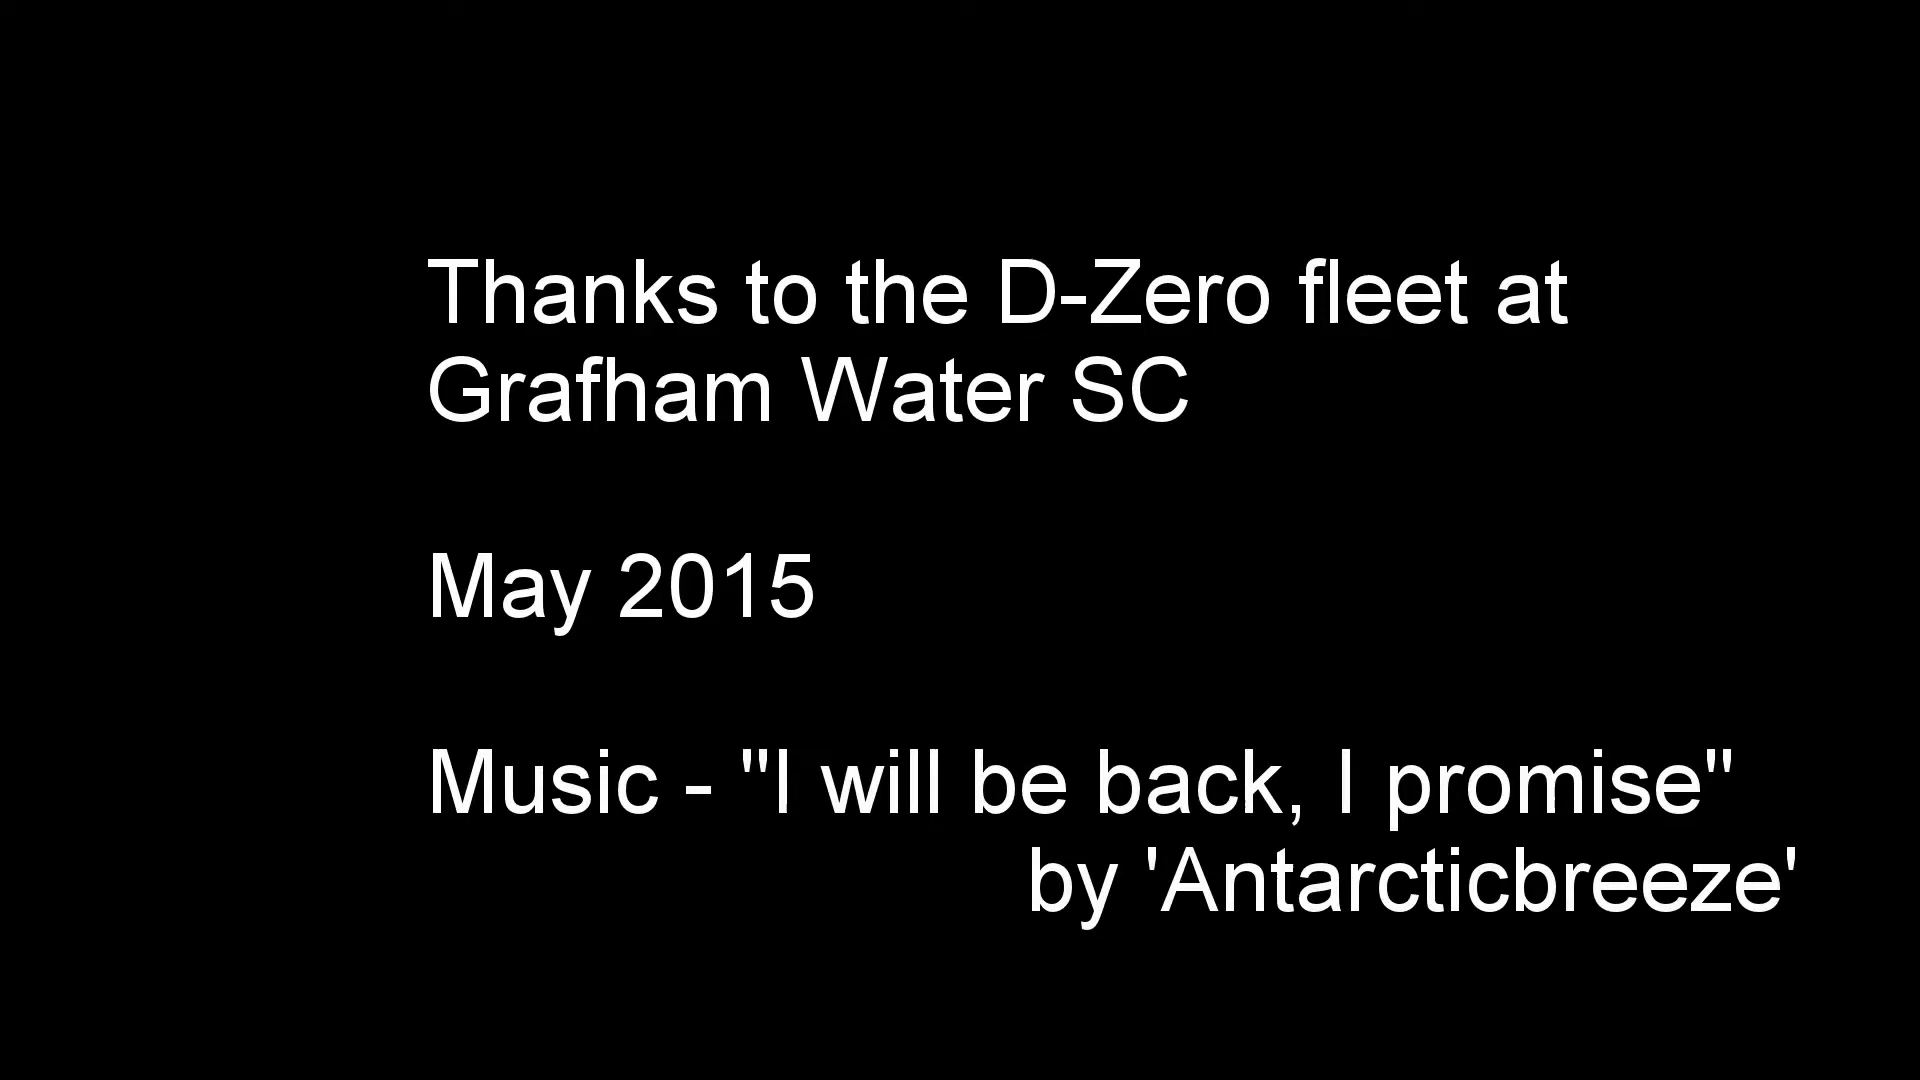 Thanks to the D-Zero fleet at
Grafham Water SC
May 2015
Music - "I will be back, I promise"
by 'Antarcticbreeze'